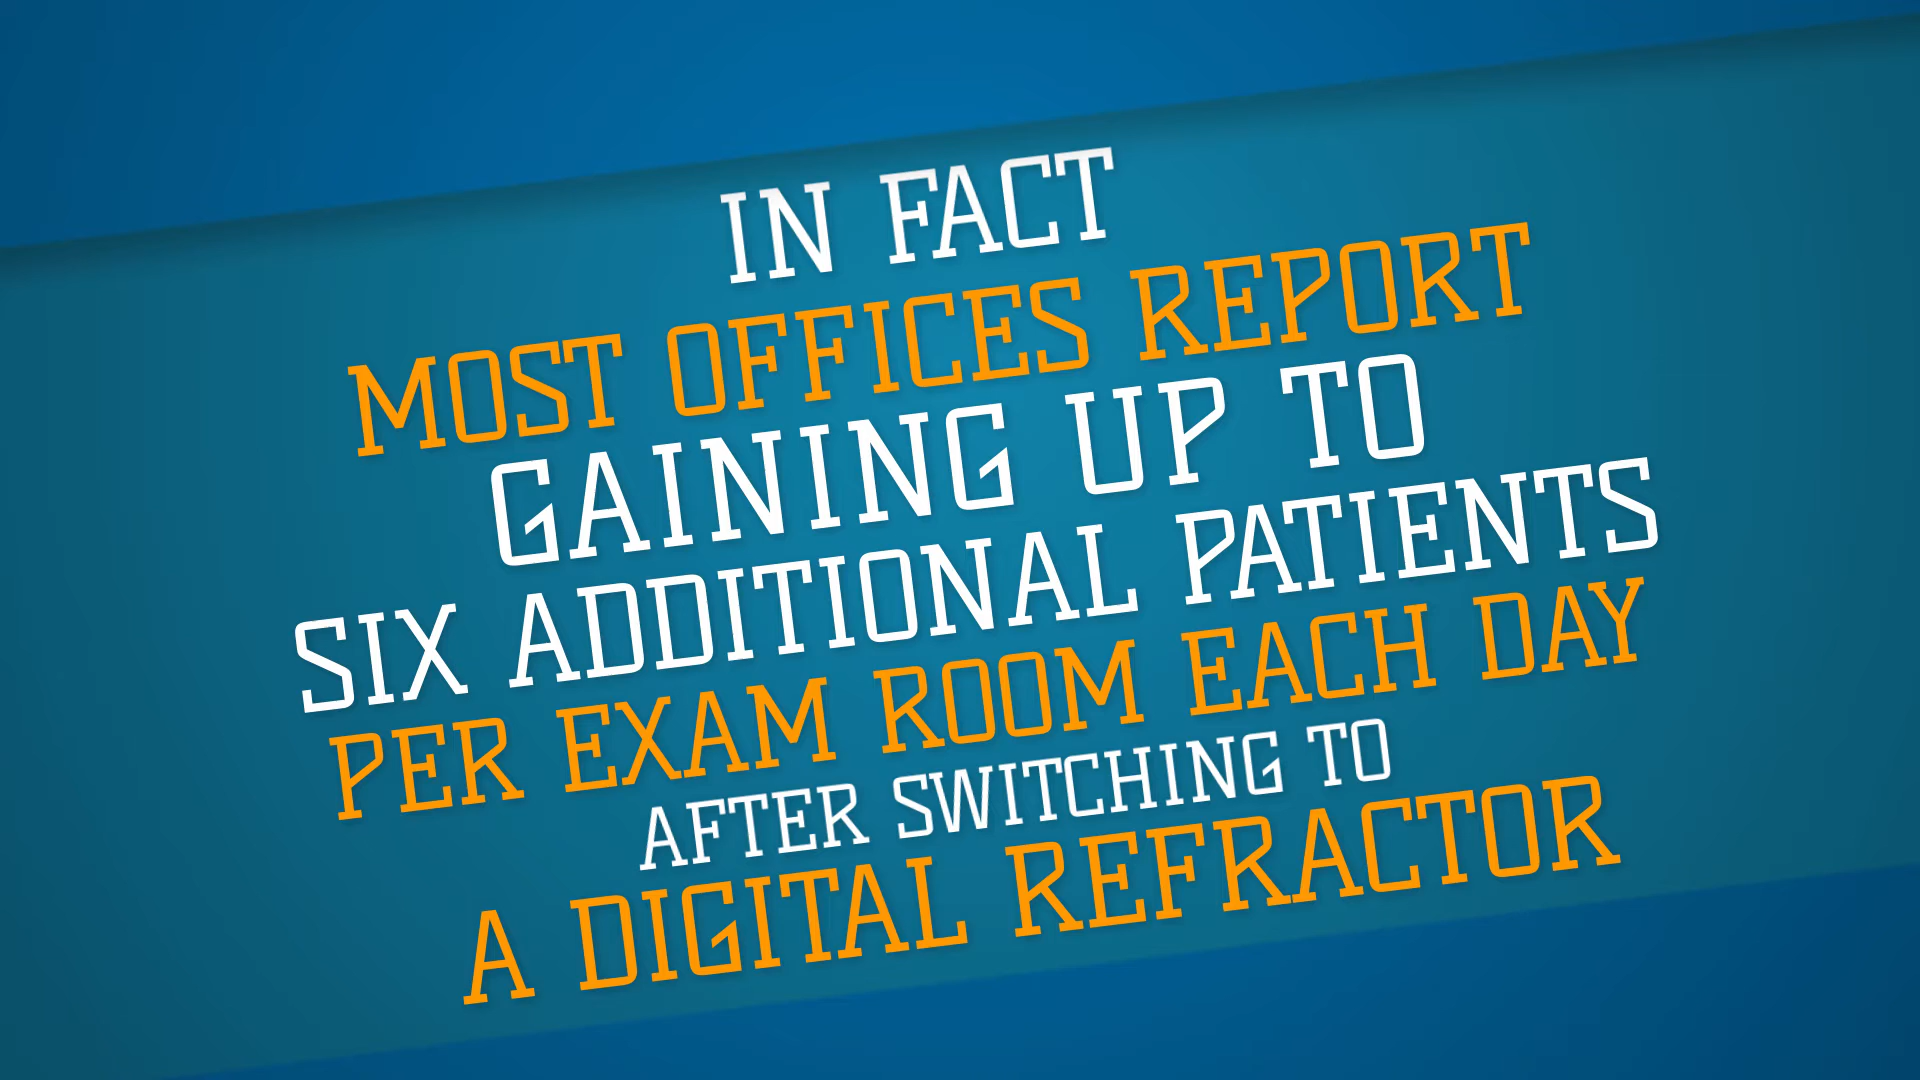 IN FACT
MOST OFFICES REPORT
GAINING UP TO
SIX ADDITIONAL PATIENTS
PER EXAM ROOM EACH DAY
AFTER SWITCHING TO
A DIGITAL REFRACTOR